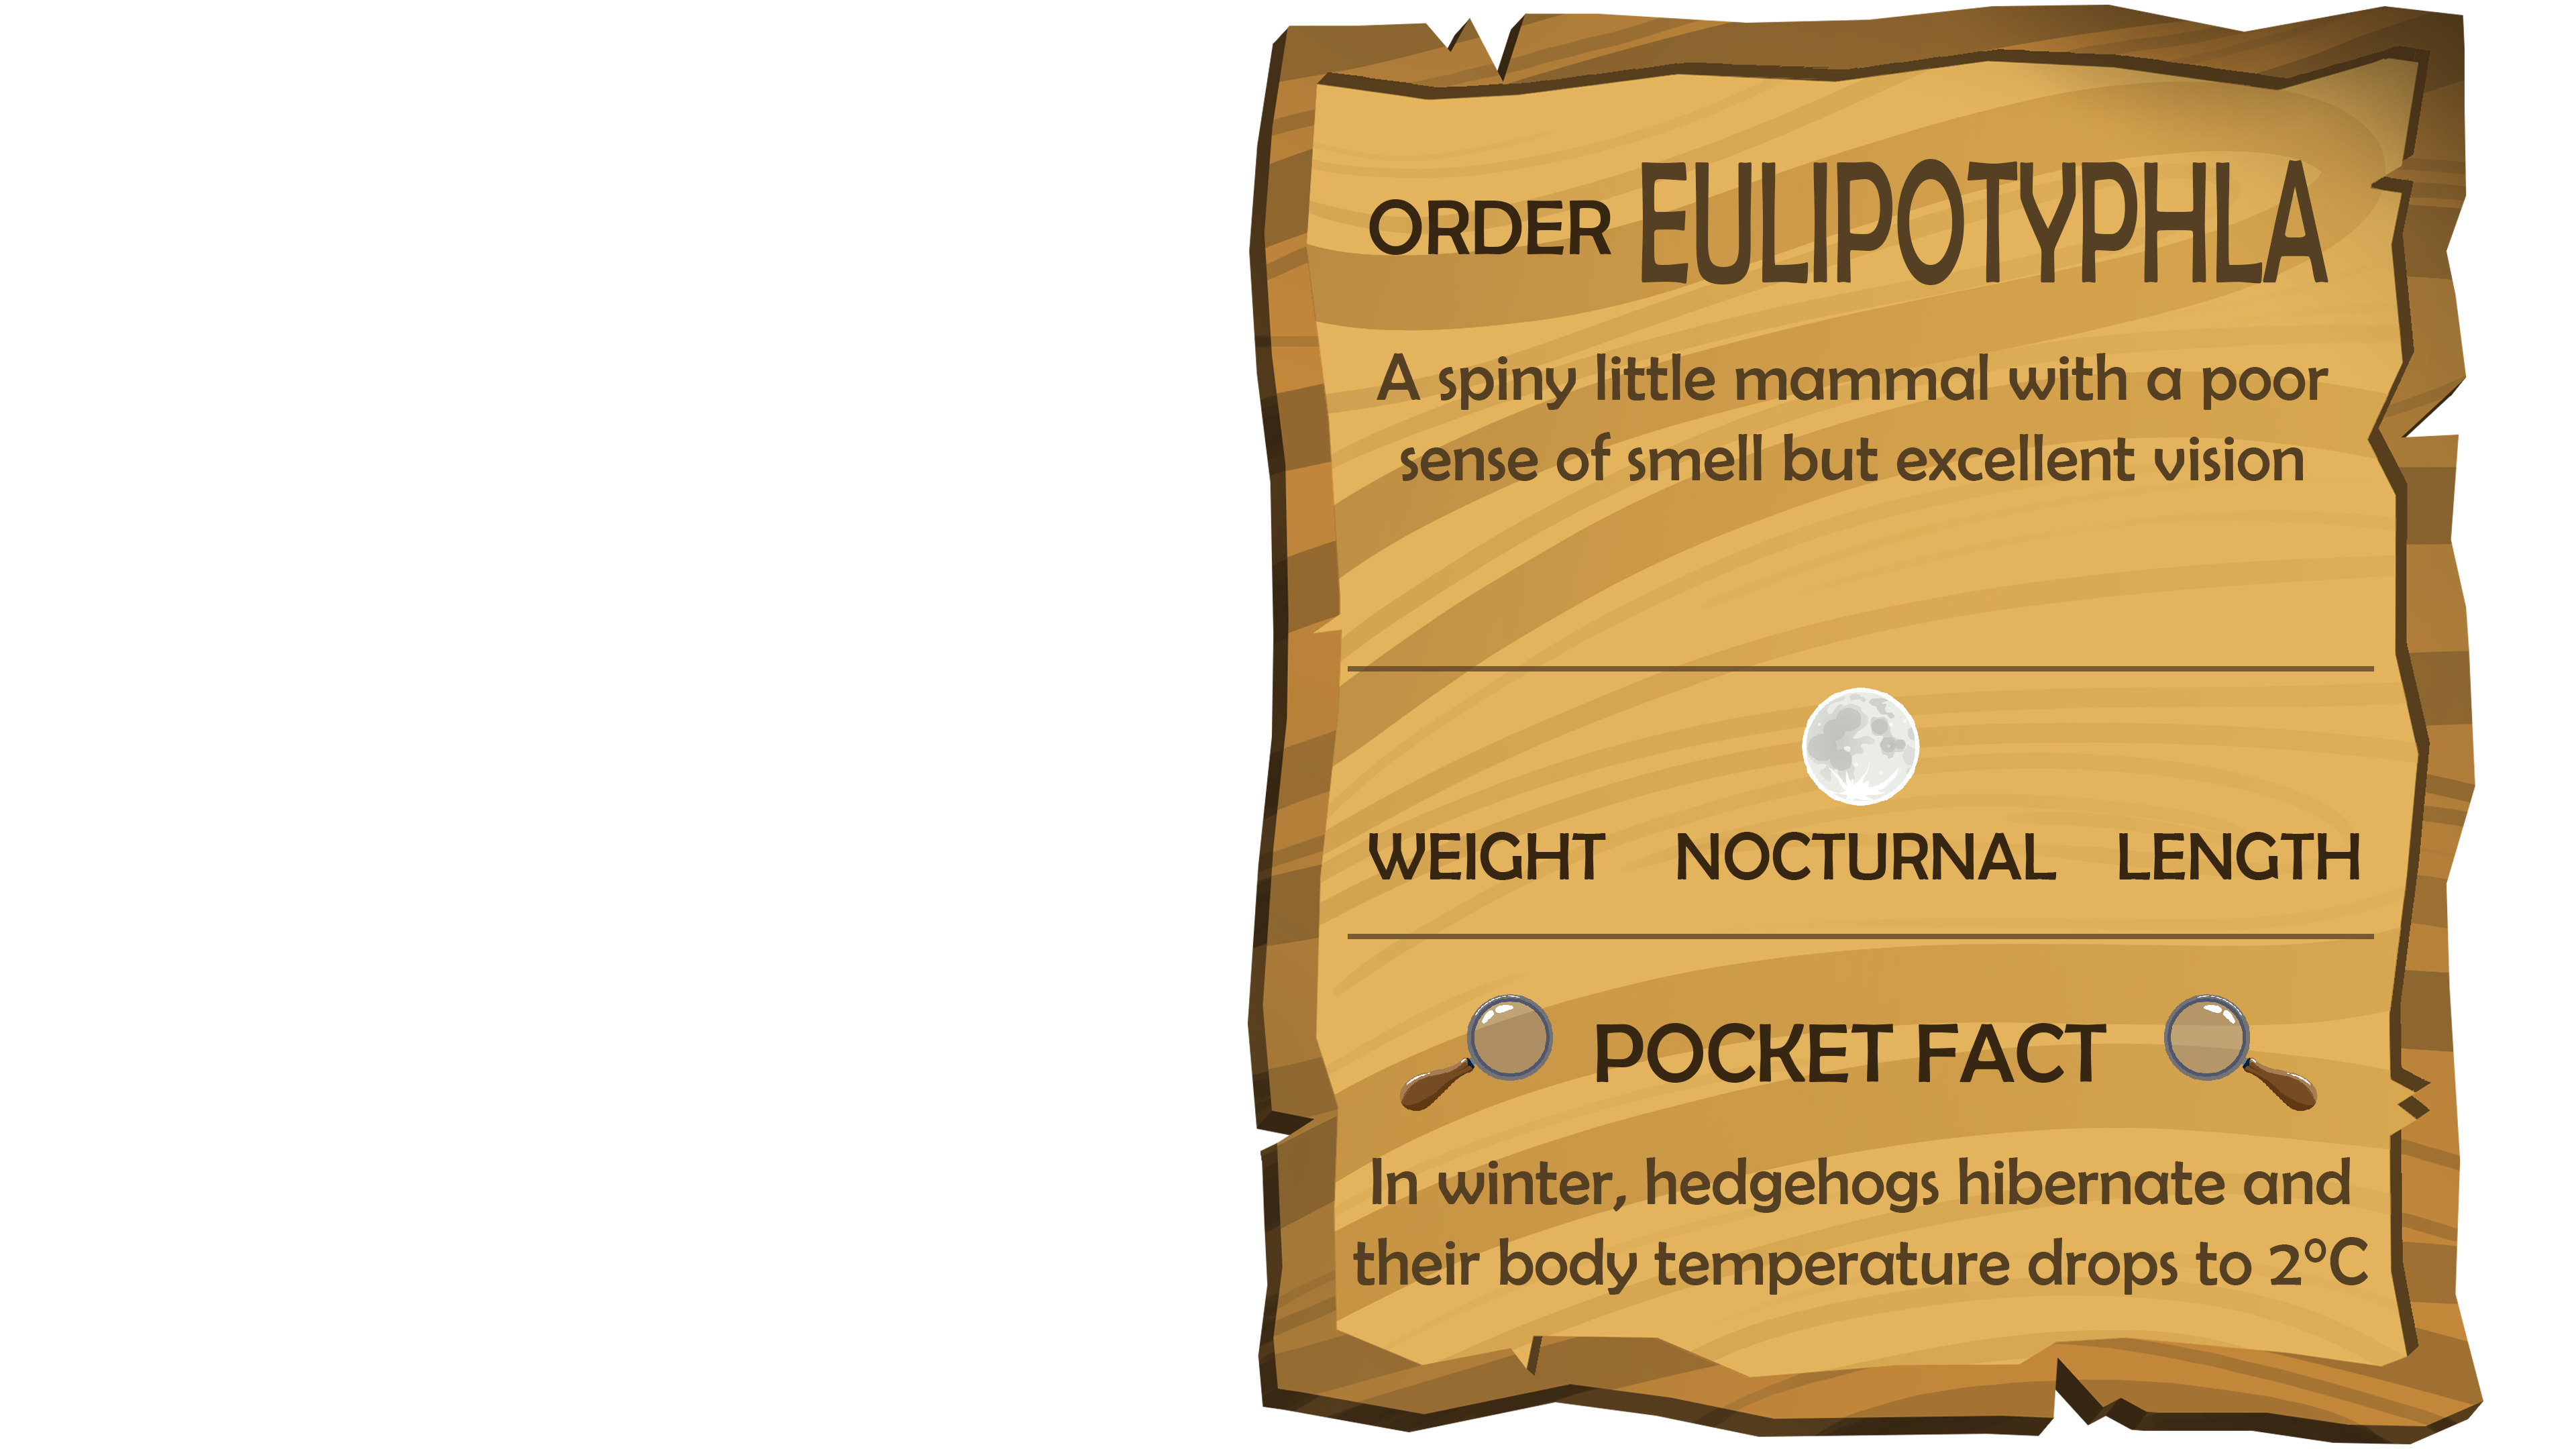 ORDER EULIPOTYPHLA
A spiny little mammal with a poor
sense of smell but excellent vision
WEIGHT NOCTURNAL LENGTH
POCKET FACT
In winter, hedgehogs hibernate and
their body temperature drops to 2°C